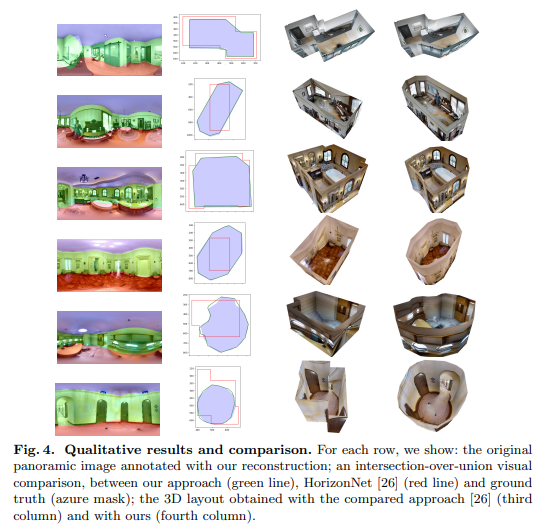 Fig. 4. Qualitative results and comparison. For each row, we show: the original
panoramic image annotated with our reconstruction; an intersection-over-union visual
comparison, between our approach (green line), HorizonNet [26] (red line) and ground
truth (azure mask); the 3D layout obtained with the compared approach [26] (third
column) and with ours (fourth column).